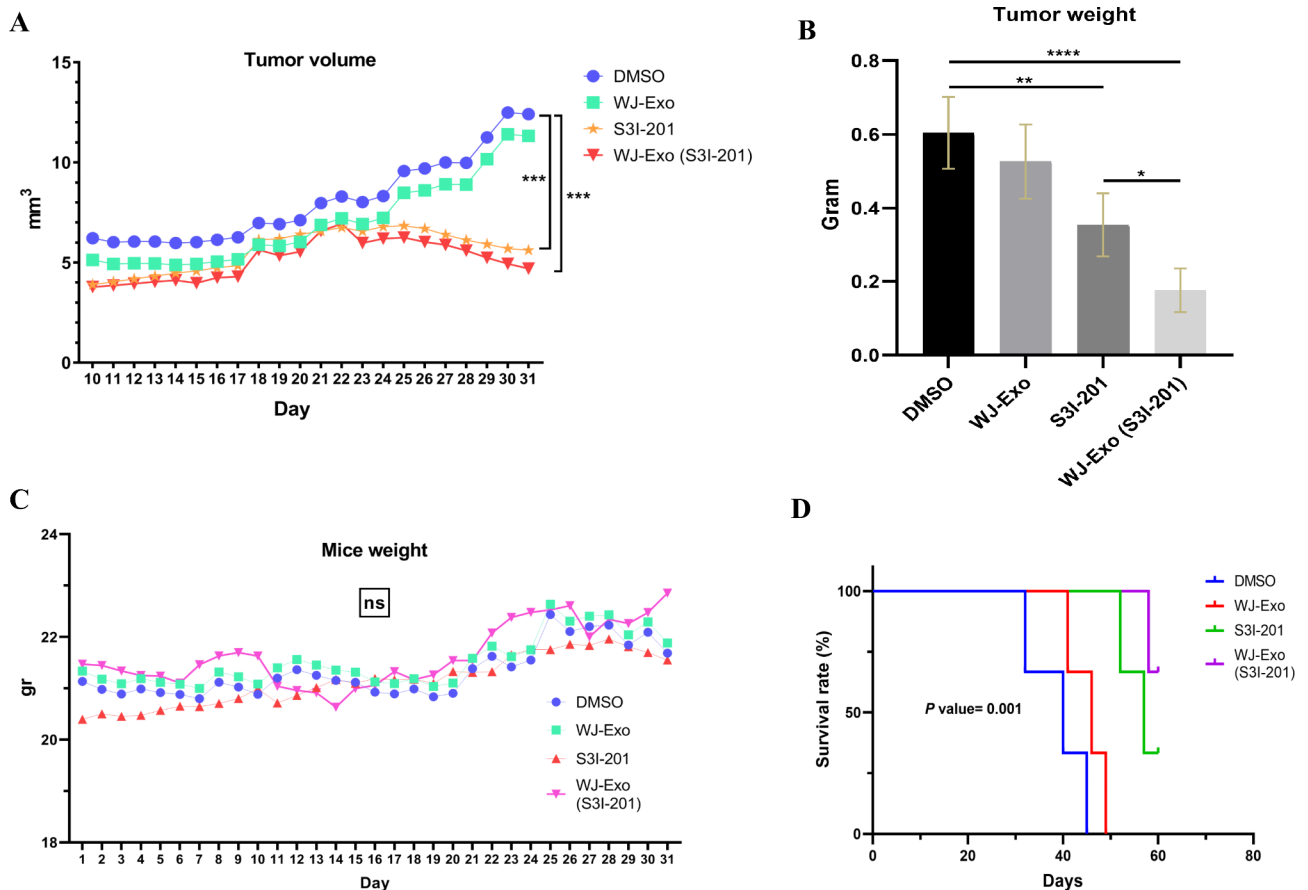 A
Tumor volume
15
10
5
0
mm3
10 11 12 13 14 15 16 17 18 19 20 21 22 23 24 25 26 27 28 29 30 31
Day
DMSO
WJ-Exo
S3I-201
WJ-Exo (S3I-201)
***
***
B
Tumor weight
****
**
*
0.8
0.6
0.4
0.2
0.0
Gram
DMSO
WJ-Exo
S3I-201
WJ-Exo (S3I-201)
C
Mice weight
ns
24
22
20
18
gr
1 2 3 4 5 6 7 8 9 10 11 12 13 14 15 16 17 18 19 20 21 22 23 24 25 26 27 28 29 30 31
Day
DMSO
WJ-Exo
S3I-201
WJ-Exo
(S3I-201)
D
100
50
0
Survival rate (%)
P value= 0.001
0 20 40 60 80
Days
DMSO
WJ-Exo
S3I-201
WJ-Exo
(S3I-201)